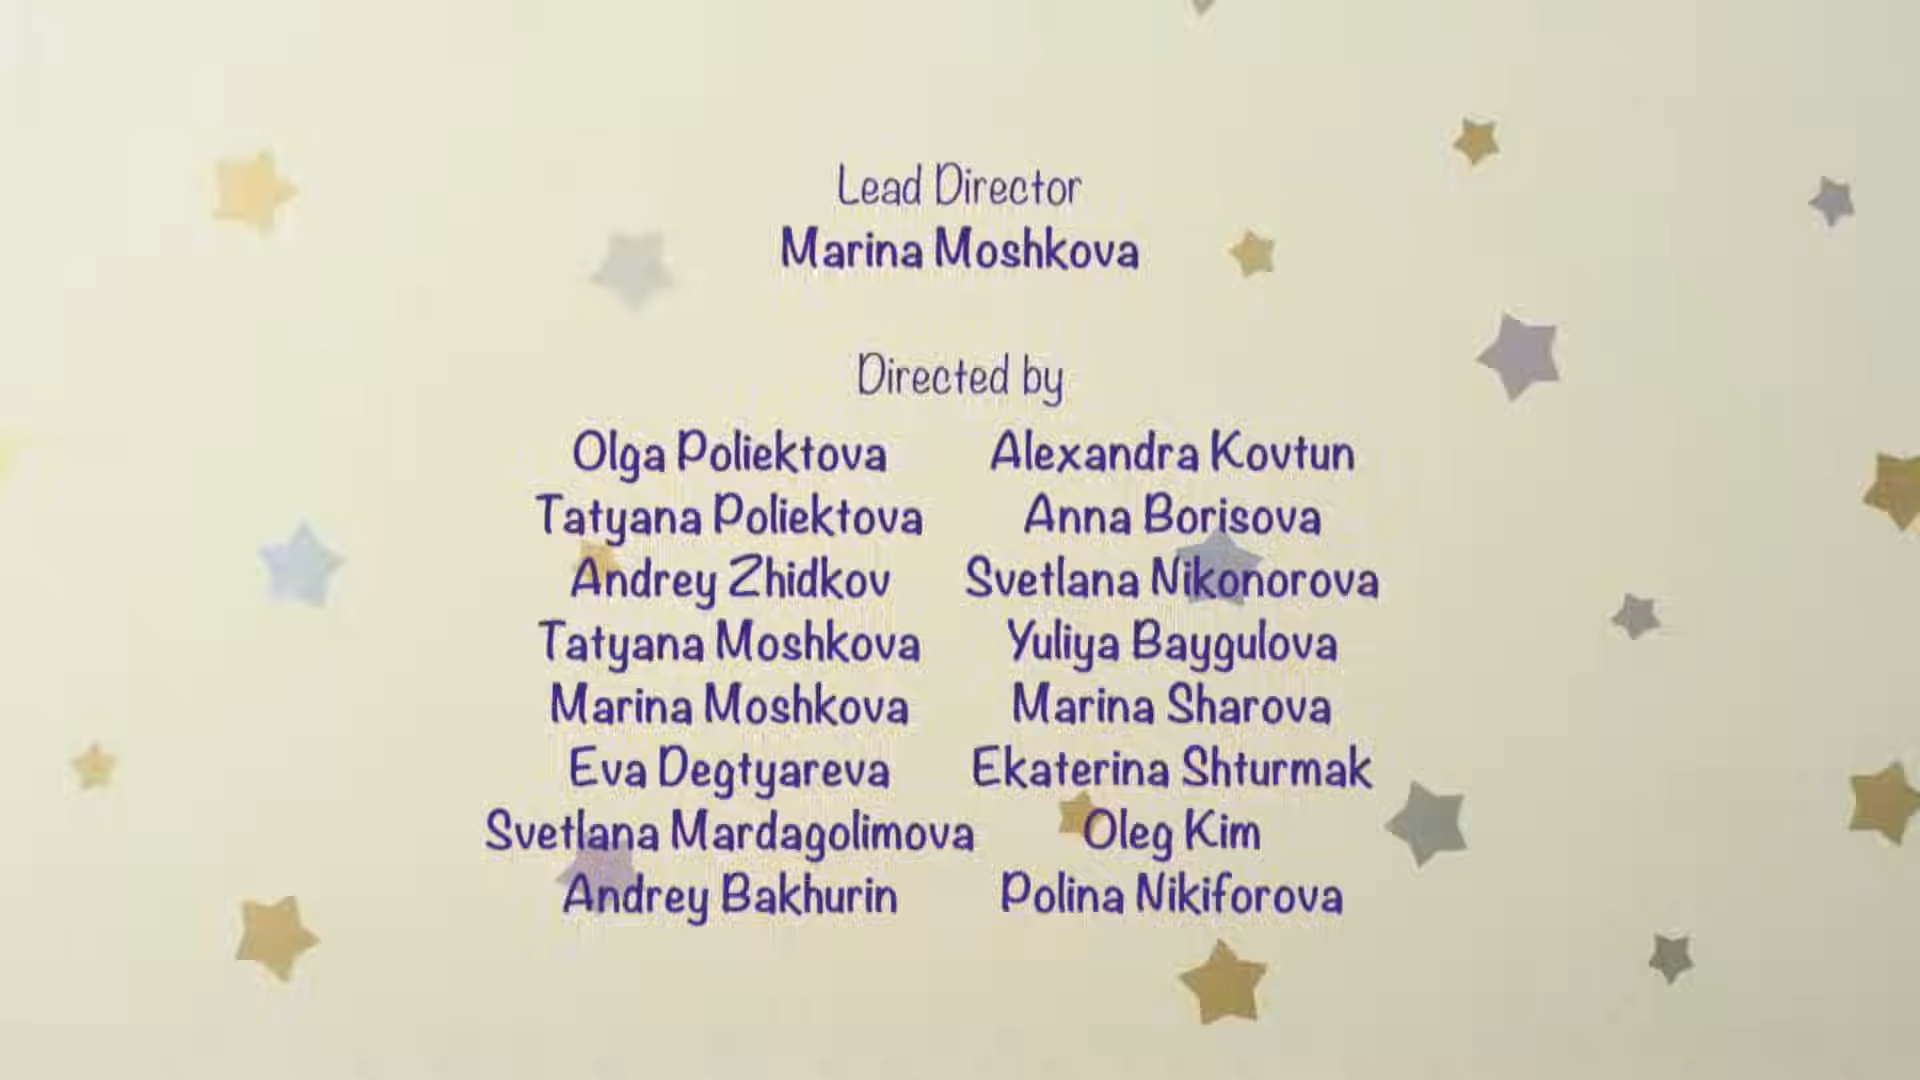 Lead Director
Marina Moshkova
Directed by
Olga Poliektova
Tatyana Poliektova
Andrey Zhidkov
Tatyana Moshkova
Marina Moshkova
Eva Degtyareva
Svetlana Mardagolimova
Andrey Bakhurin
Alexandra Kovtun
Anna Borisova
Svetlana Nikonorova
Yuliya Baygulova
Marina Sharova
Ekaterina Shturmak
Oleg Kim
Polina Nikiforova